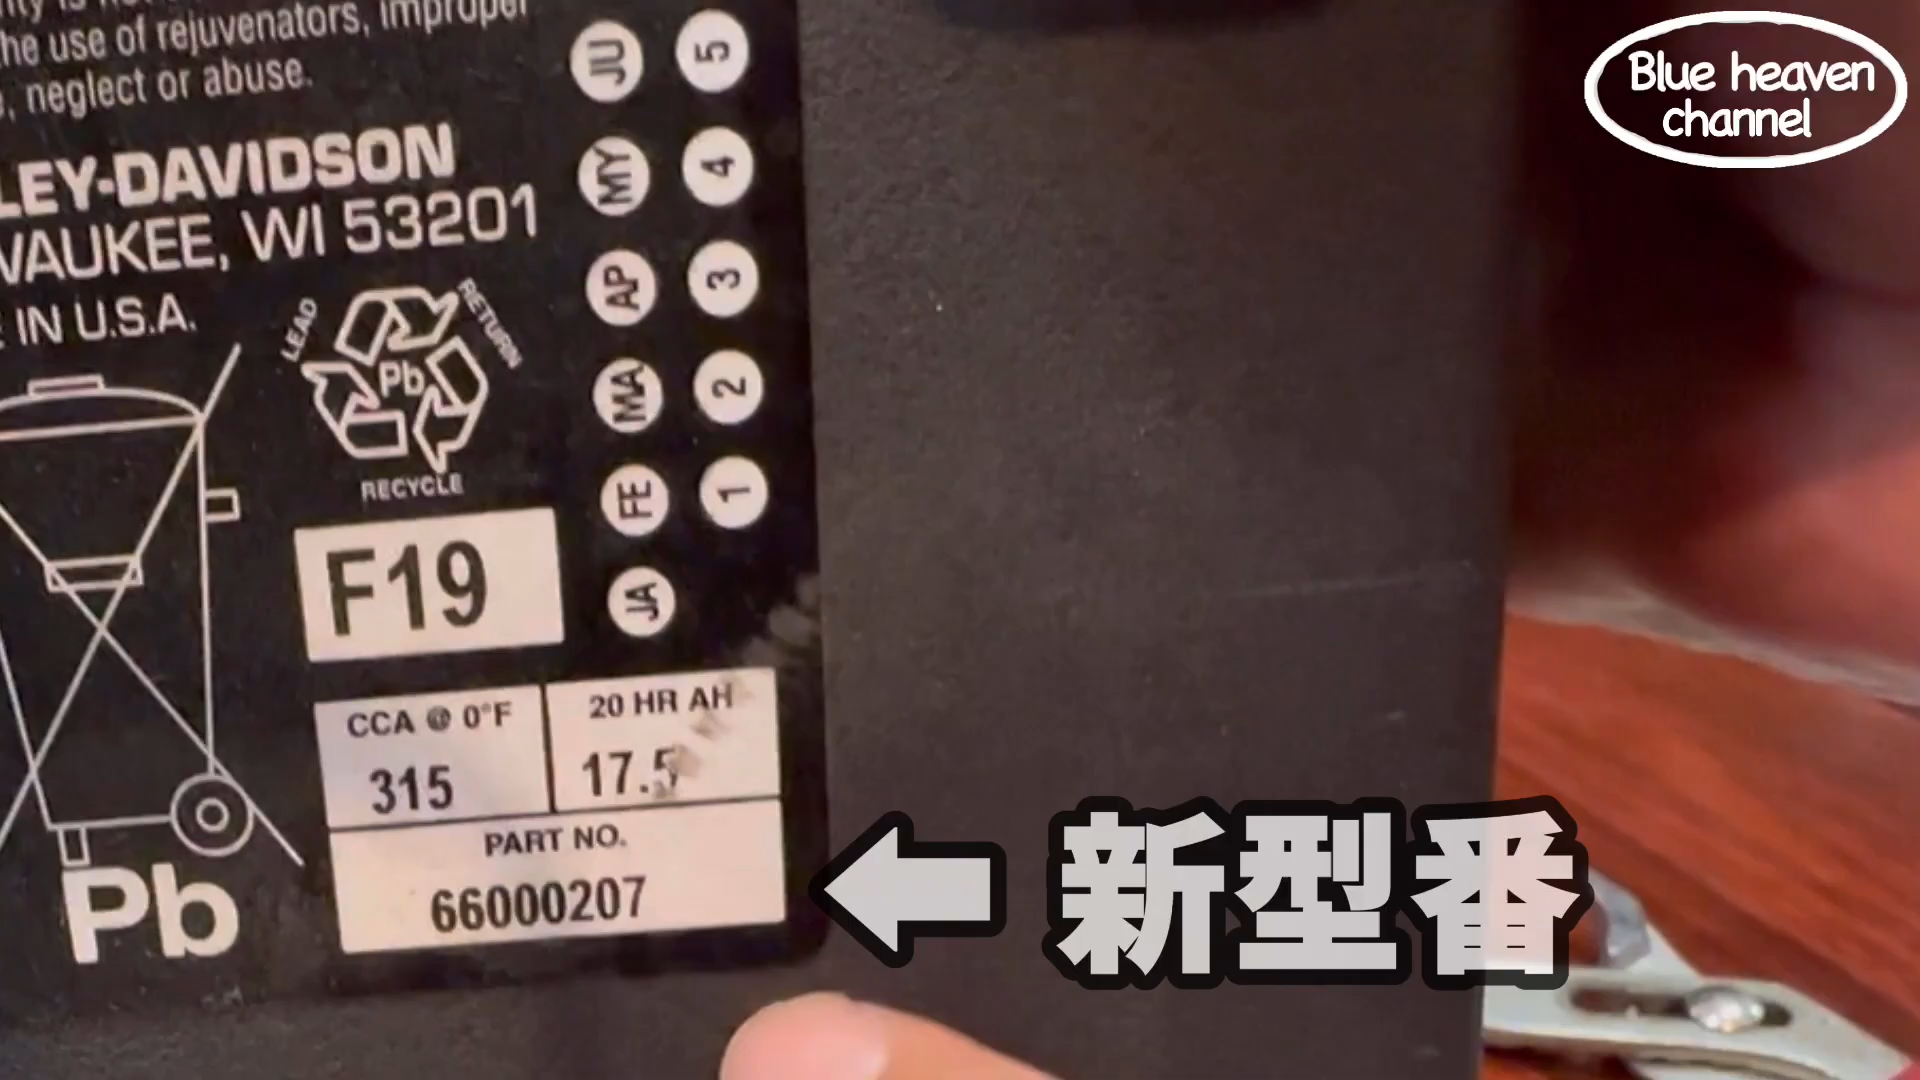 the use of rejuvenators, improper
neglect or abuse.
LEY-DAVIDSON
WAUKEE, WI 53201
IN U.S.A.
LEAD
RETURN
Pb
RECYCLE
JU 5
MY 4
AP 3
MA 2
FE 1
JA
F19
CCA @ 0°F
315
20 HR AH
17.5
PART NO.
66000207
Pb
新型番
Blue heaven
channel